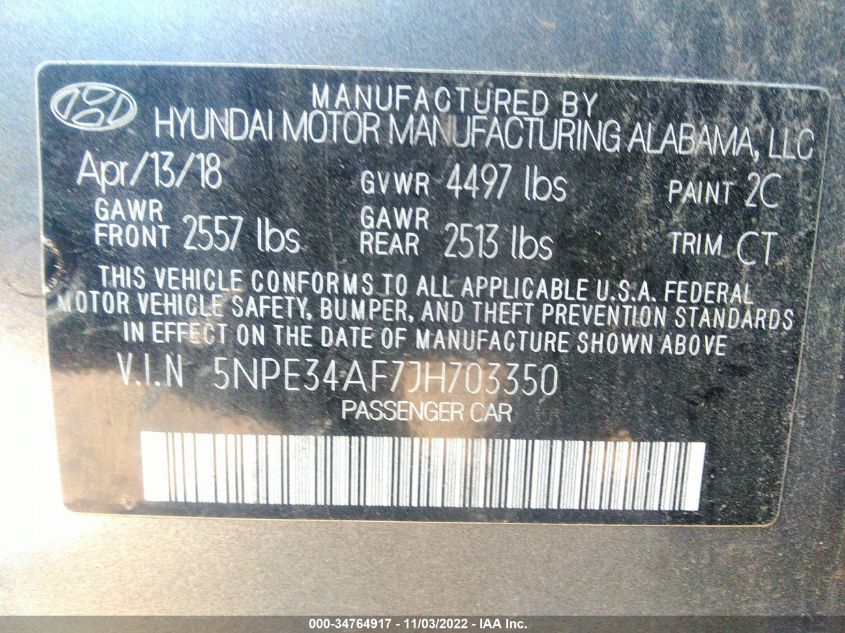 MANUFACTURED BY
HYUNDAI MOTOR MANUFACTURING ALABAMA, LLC
Apr/13/18 GVWR 4497 lbs PAINT 2C
GAWR FRONT 2557 lbs GAWR REAR 2513 lbs TRIM CT
THIS VEHICLE CONFORMS TO ALL APPLICABLE U.S.A. FEDERAL
MOTOR VEHICLE SAFETY, BUMPER, AND THEFT PREVENTION STANDARDS
IN EFFECT ON THE DATE OF MANUFACTURE SHOWN ABOVE
V.I.N 5NPE34AF7JH703350
PASSENGER CAR
000-34764917 - 11/03/2022 - IAA Inc.